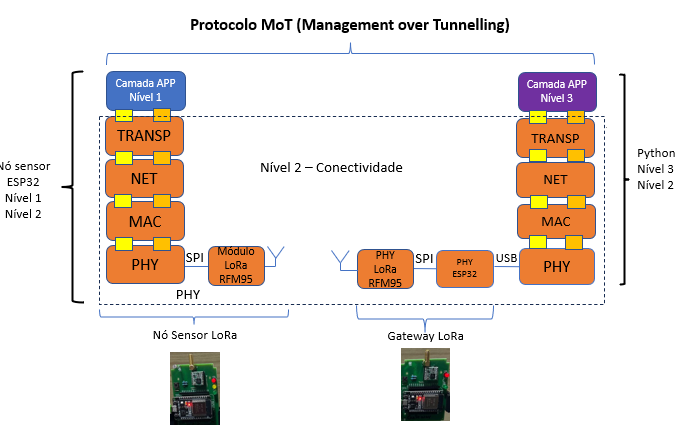 Protocolo MoT (Management over Tunnelling)
Camada APP
Nível 1
Camada APP
Nível 3
TRANSP
NET
MAC
PHY
SPI
Módulo
LoRa
RFM95
PHY
Nível 2 – Conectividade
TRANSP
NET
MAC
PHY
LoRa
RFM95
SPI
PHY
ESP32
USB
PHY
Nó sensor
ESP32
Nível 1
Nível 2
Python
Nível 3
Nível 2
Nó Sensor LoRa
Gateway LoRa